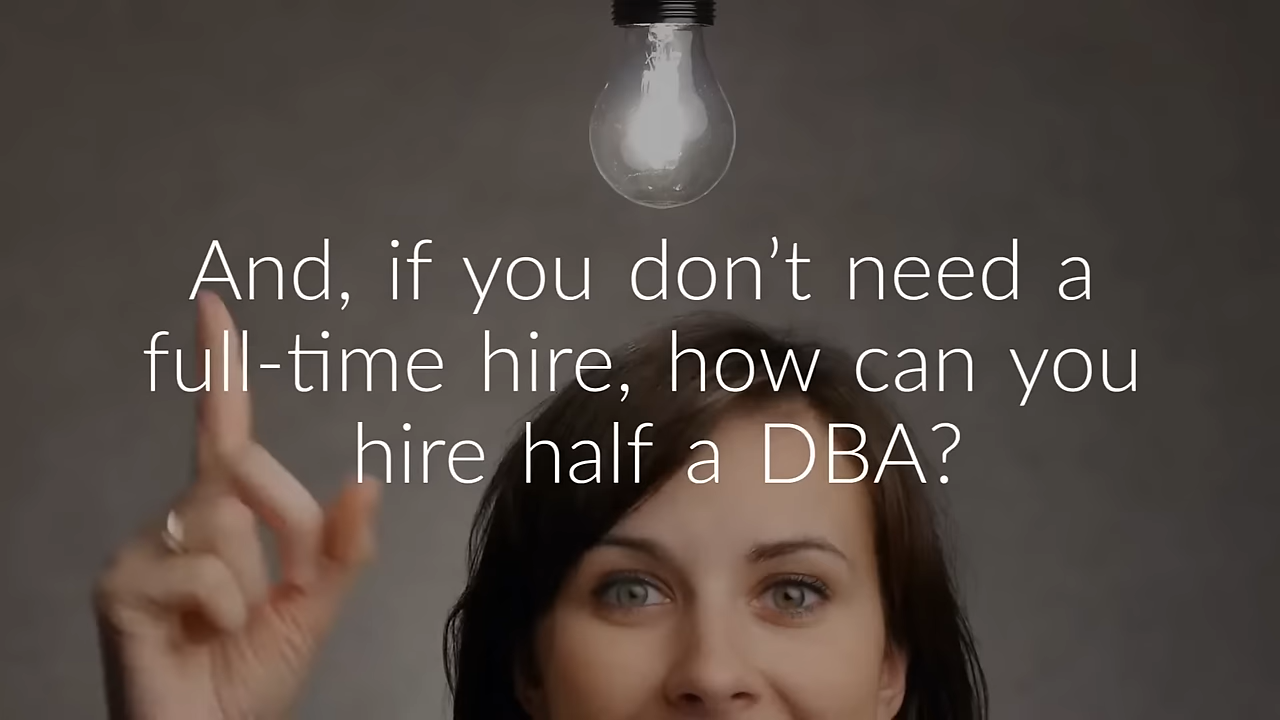 And, if you don’t need a
full-time hire, how can you
hire half a DBA?